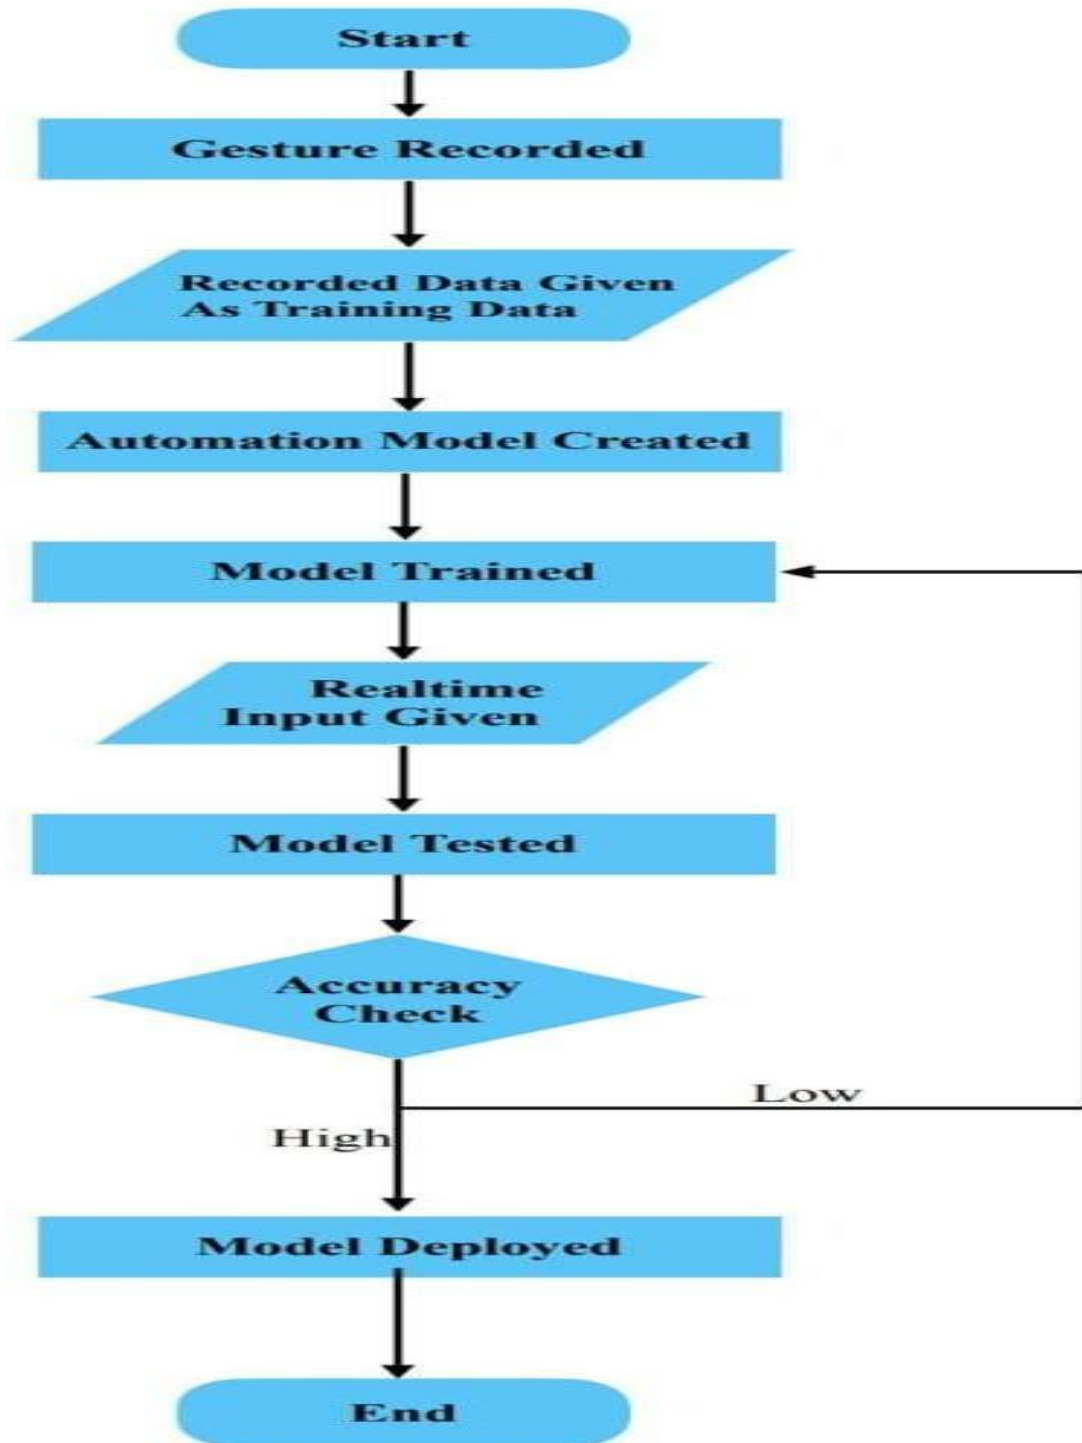 Start
Gesture Recorded
Recorded Data Given
As Training Data
Automation Model Created
Model Trained
Realtime
Input Given
Model Tested
Accuracy
Check
Low
High
Model Deployed
End